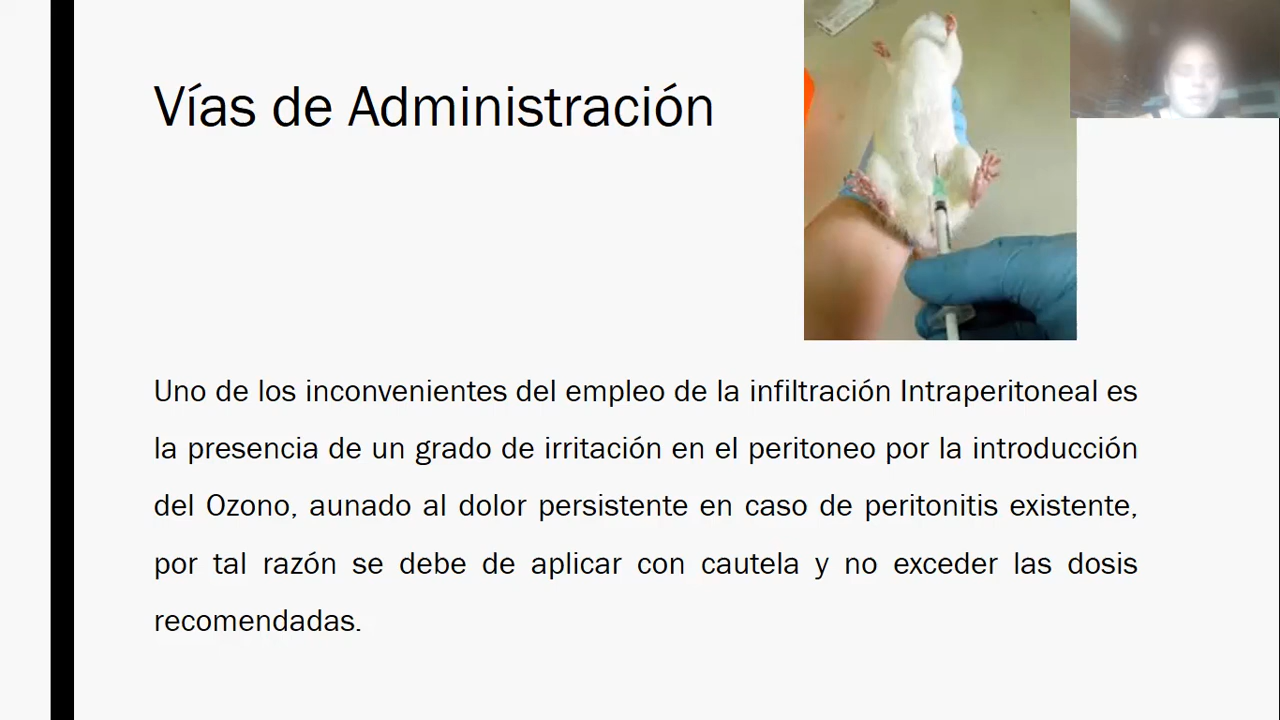 Vías de Administración
Uno de los inconvenientes del empleo de la infiltración Intraperitoneal es
la presencia de un grado de irritación en el peritoneo por la introducción
del Ozono, aunado al dolor persistente en caso de peritonitis existente,
por tal razón se debe de aplicar con cautela y no exceder las dosis
recomendadas.